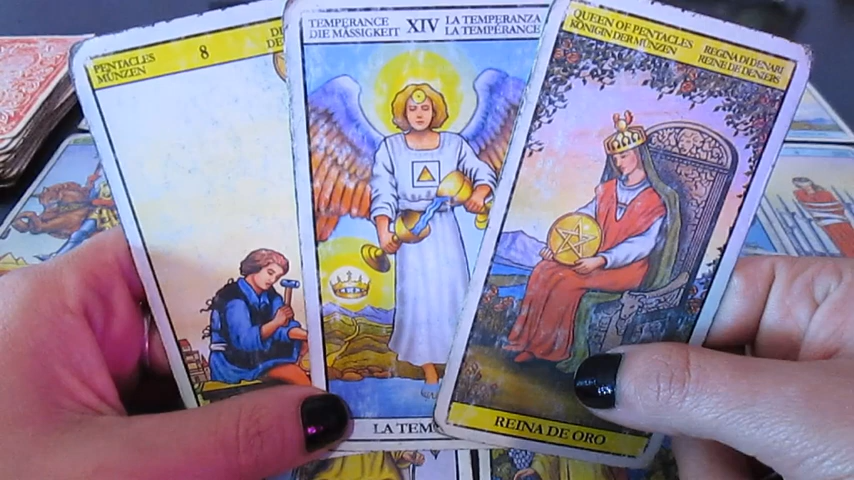 PENTACLES
MÜNZEN
8
TEMPERANCE
DIE MÄSSIGKEIT
XIV
LA TEMPERANZA
LA TEMPÉRANCE
LA TEM
QUEEN OF PENTACLES
KÖNIGIN DER MÜNZEN
REGINA DI DENARI
REINE DE DENIERS
REINA DE ORO